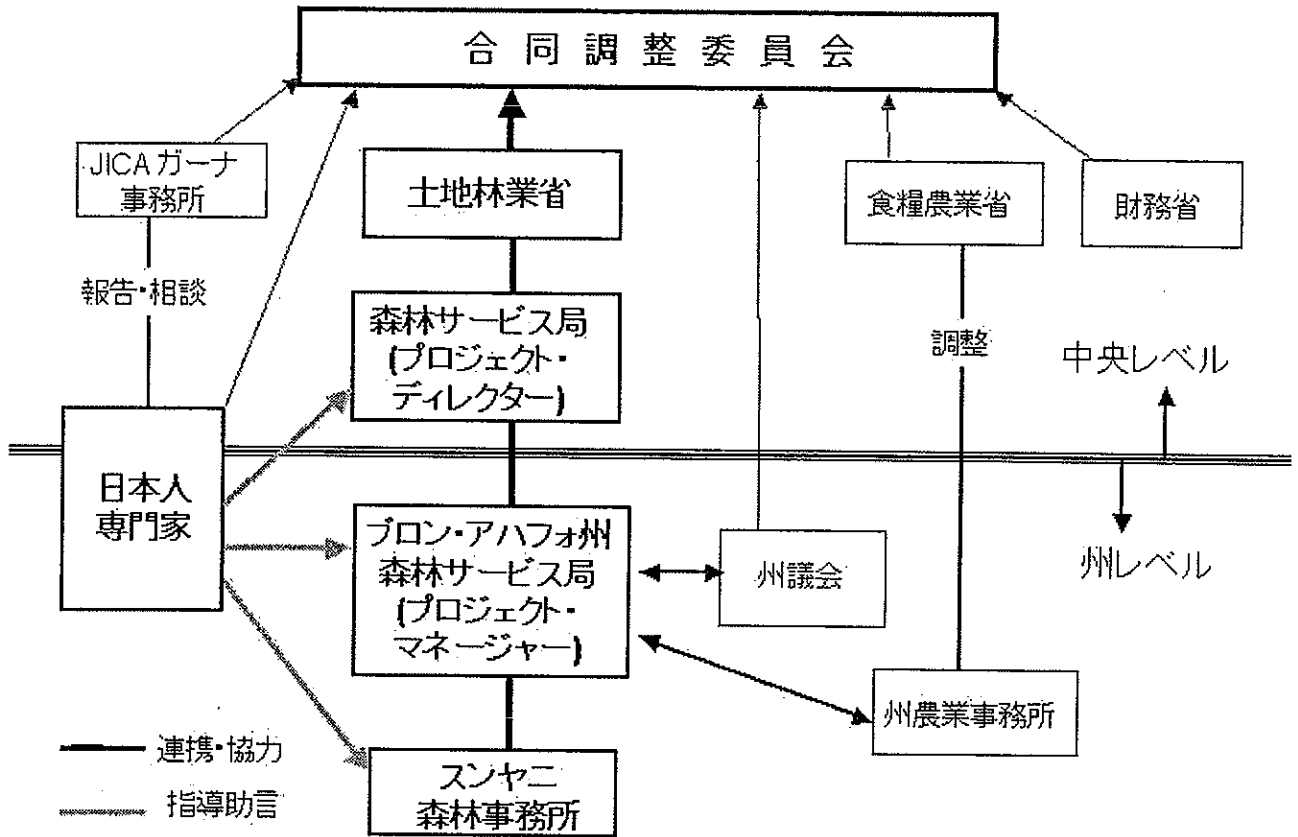 合同調整委員会
JICAガーナ
事務所
土地林業省
食糧農業省
財務省
報告・相談
森林サービス局
(プロジェクト・
ディレクター)
調整
中央レベル
日本人
専門家
ブロン・アハフォ州
森林サービス局
(プロジェクト・
マネージャー)
州議会
州レベル
州農業事務所
連携・協力
スンヤニ
森林事務所
指導助言